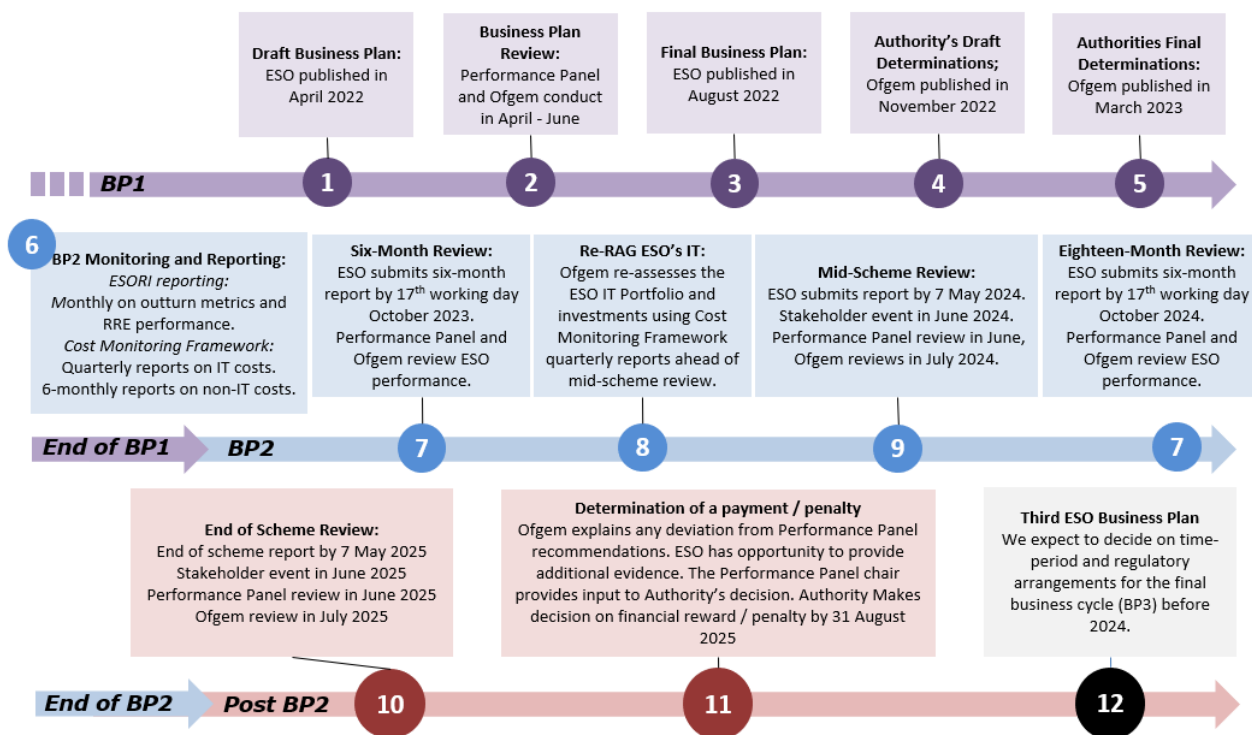 Draft Business Plan:
ESO published in
April 2022
Business Plan
Review:
Performance Panel
and Ofgem conduct
in April - June
Final Business Plan:
ESO published in
August 2022
Authority’s Draft
Determinations;
Ofgem published in
November 2022
Authorities Final
Determinations:
Ofgem published in
March 2023
BP1
1
2
3
4
5
6
BP2 Monitoring and Reporting:
ESORI reporting:
Monthly on outturn metrics and
RRE performance.
Cost Monitoring Framework:
Quarterly reports on IT costs.
6-monthly reports on non-IT costs.
Six-Month Review:
ESO submits six-month
report by 17th working day
October 2023.
Performance Panel and
Ofgem review ESO
performance.
Re-RAG ESO’s IT:
Ofgem re-assesses the
ESO IT Portfolio and
investments using Cost
Monitoring Framework
quarterly reports ahead of
mid-scheme review.
Mid-Scheme Review:
ESO submits report by 7 May 2024.
Stakeholder event in June 2024.
Performance Panel review in June,
Ofgem reviews in July 2024.
Eighteen-Month Review:
ESO submits six-month
report by 17th working day
October 2024.
Performance Panel and
Ofgem review ESO
performance.
End of BP1
BP2
7
8
9
7
End of Scheme Review:
End of scheme report by 7 May 2025
Stakeholder event in June 2025
Performance Panel review in June 2025
Ofgem review in July 2025
Determination of a payment / penalty
Ofgem explains any deviation from Performance Panel
recommendations. ESO has opportunity to provide
additional evidence. The Performance Panel chair
provides input to Authority’s decision. Authority Makes
decision on financial reward / penalty by 31 August
2025
Third ESO Business Plan
We expect to decide on time-
period and regulatory
arrangements for the final
business cycle (BP3) before
2024.
End of BP2
Post BP2
10
11
12